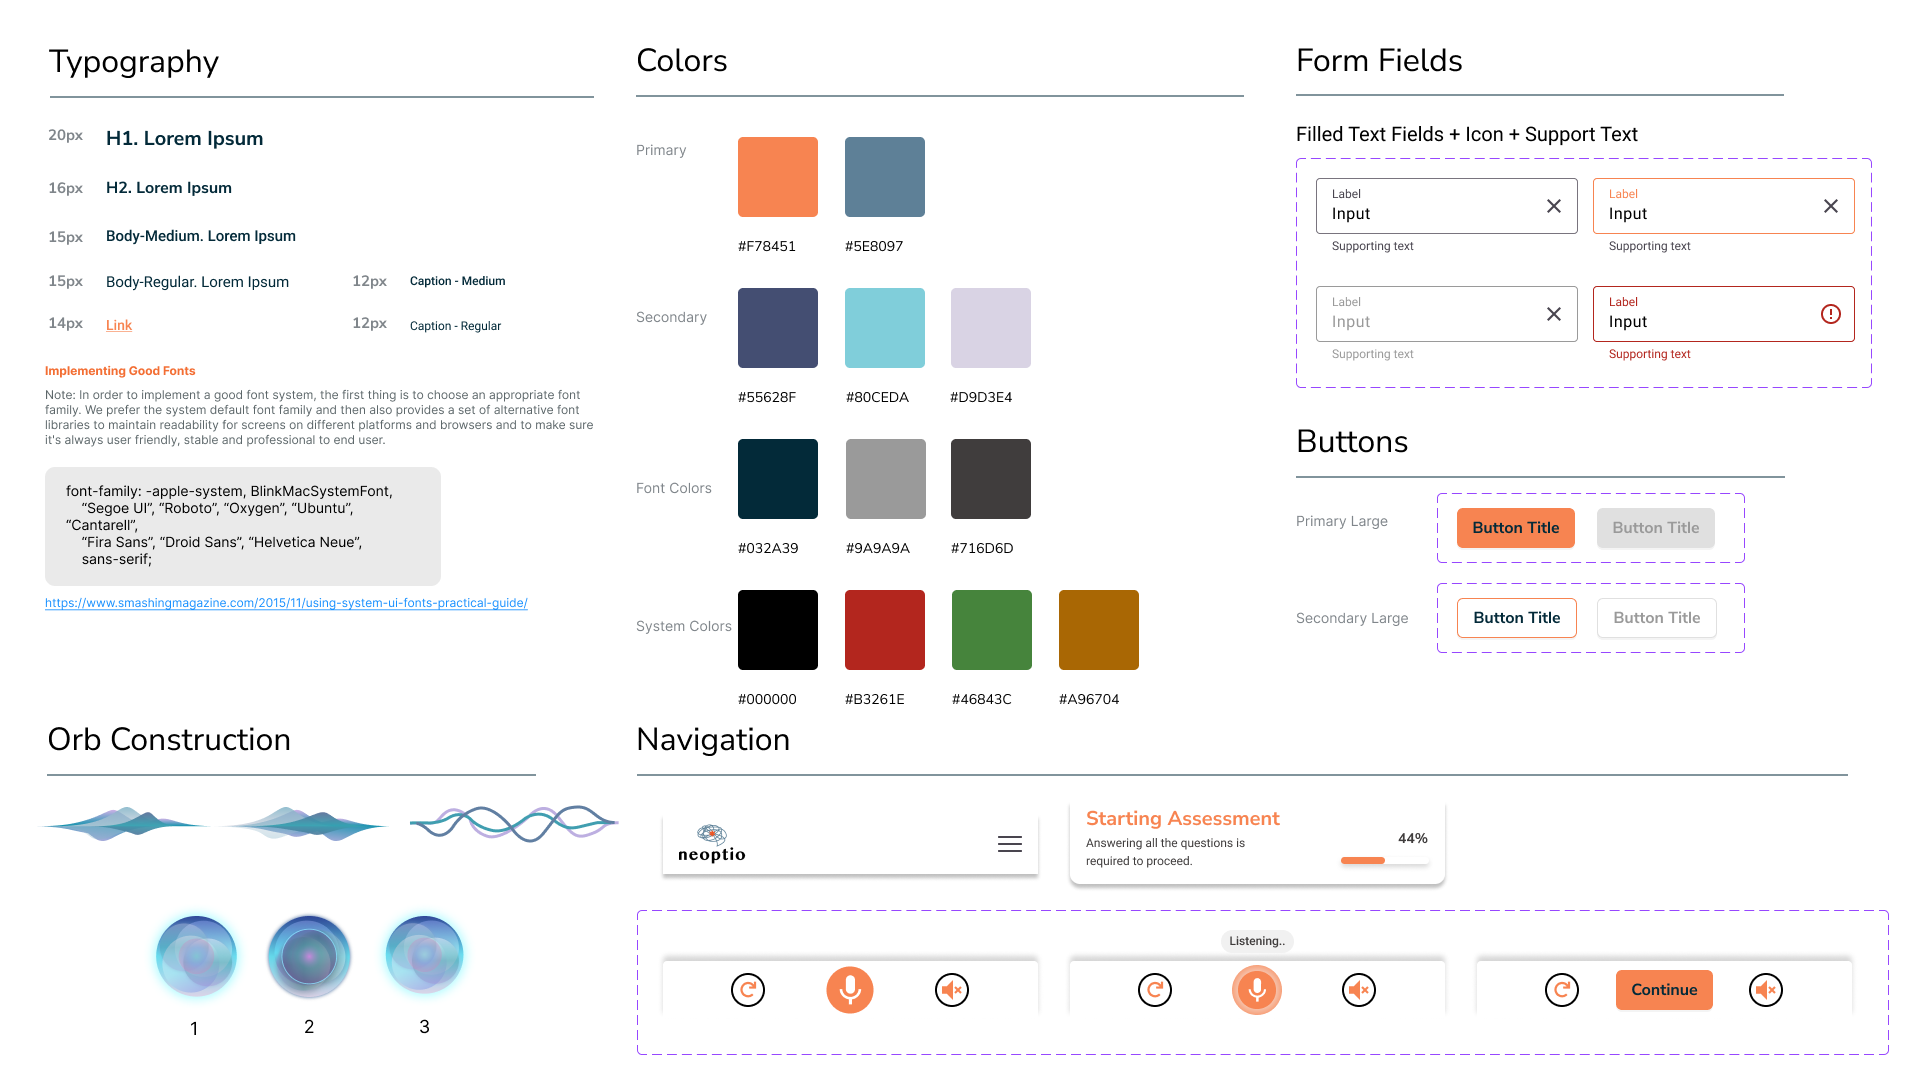 Typography
20px
H1. Lorem Ipsum
16px
H2. Lorem Ipsum
15px
Body-Medium. Lorem Ipsum
15px
Body-Regular. Lorem Ipsum
12px
Caption - Medium
14px
Link
12px
Caption - Regular
Implementing Good Fonts
Note: In order to implement a good font system, the first thing is to choose an appropriate font
family. We prefer the system default font family and then also provides a set of alternative font
libraries to maintain readability for screens on different platforms and browsers and to make sure
it's always user friendly, stable and professional to end user.
font-family: -apple-system, BlinkMacSystemFont,
“Segoe UI”, “Roboto”, “Oxygen”, “Ubuntu”,
“Cantarell”,
“Fira Sans”, “Droid Sans”, “Helvetica Neue”,
sans-serif;
https://www.smashingmagazine.com/2015/11/using-system-ui-fonts-practical-guide/
Colors
Primary
#F78451
#5E8097
Secondary
#55628F
#80CEDA
#D9D3E4
Font Colors
#032A39
#9A9A9A
#716D6D
System Colors
#000000
#B3261E
#46843C
#A96704
Form Fields
Filled Text Fields + Icon + Support Text
Label
Input
Supporting text
Label
Input
Supporting text
Label
Input
Supporting text
Label
Input
Supporting text
Buttons
Primary Large
Button Title
Button Title
Secondary Large
Button Title
Button Title
Orb Construction
1
2
3
Navigation
neoptio
Starting Assessment
Answering all the questions is
required to proceed.
44%
Listening..
Continue